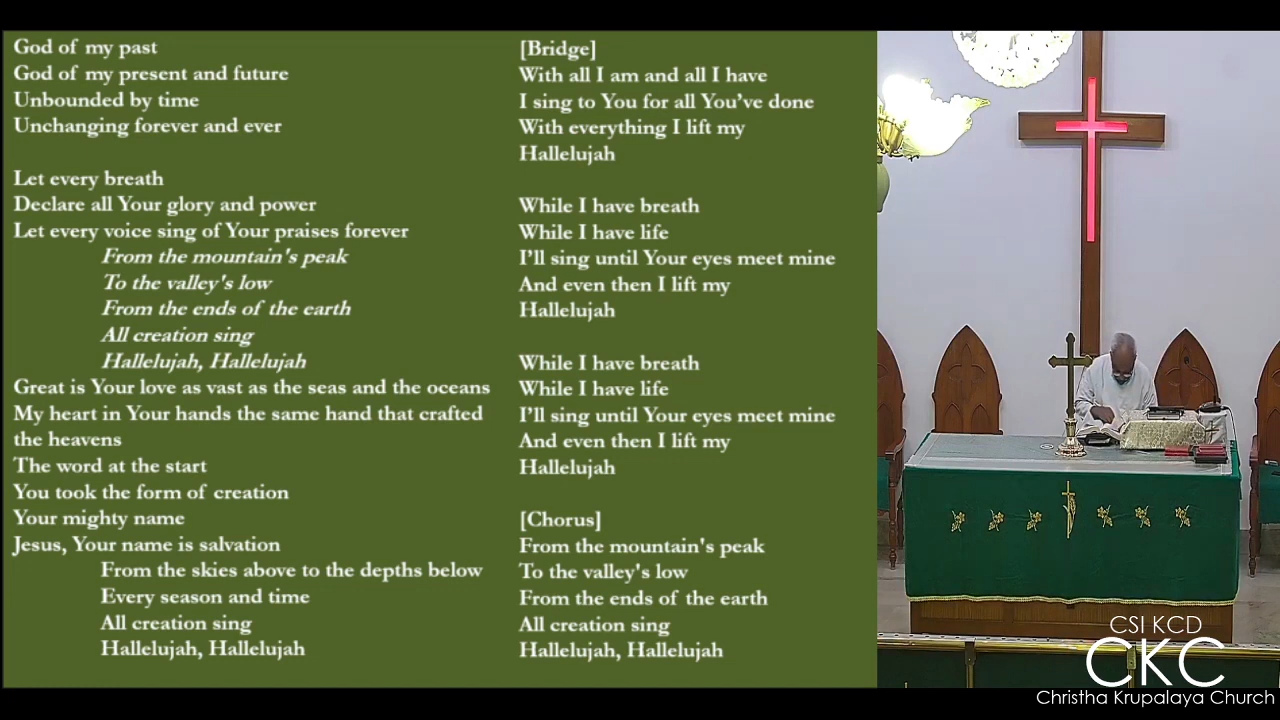 God of my past
God of my present and future
Unbounded by time
Unchanging forever and ever
Let every breath
Declare all Your glory and power
Let every voice sing of Your praises forever
From the mountain's peak
To the valley's low
From the ends of the earth
All creation sing
Hallelujah, Hallelujah
Great is Your love as vast as the seas and the oceans
My heart in Your hands the same hand that crafted
the heavens
The word at the start
You took the form of creation
Your mighty name
Jesus, Your name is salvation
From the skies above to the depths below
Every season and time
All creation sing
Hallelujah, Hallelujah
[Bridge]
With all I am and all I have
I sing to You for all You’ve done
With everything I lift my
Hallelujah
While I have breath
While I have life
I’ll sing until Your eyes meet mine
And even then I lift my
Hallelujah
While I have breath
While I have life
I’ll sing until Your eyes meet mine
And even then I lift my
Hallelujah
[Chorus]
From the mountain's peak
To the valley's low
From the ends of the earth
All creation sing
Hallelujah, Hallelujah
CSI KCD
CKC
Christha Krupalaya Church